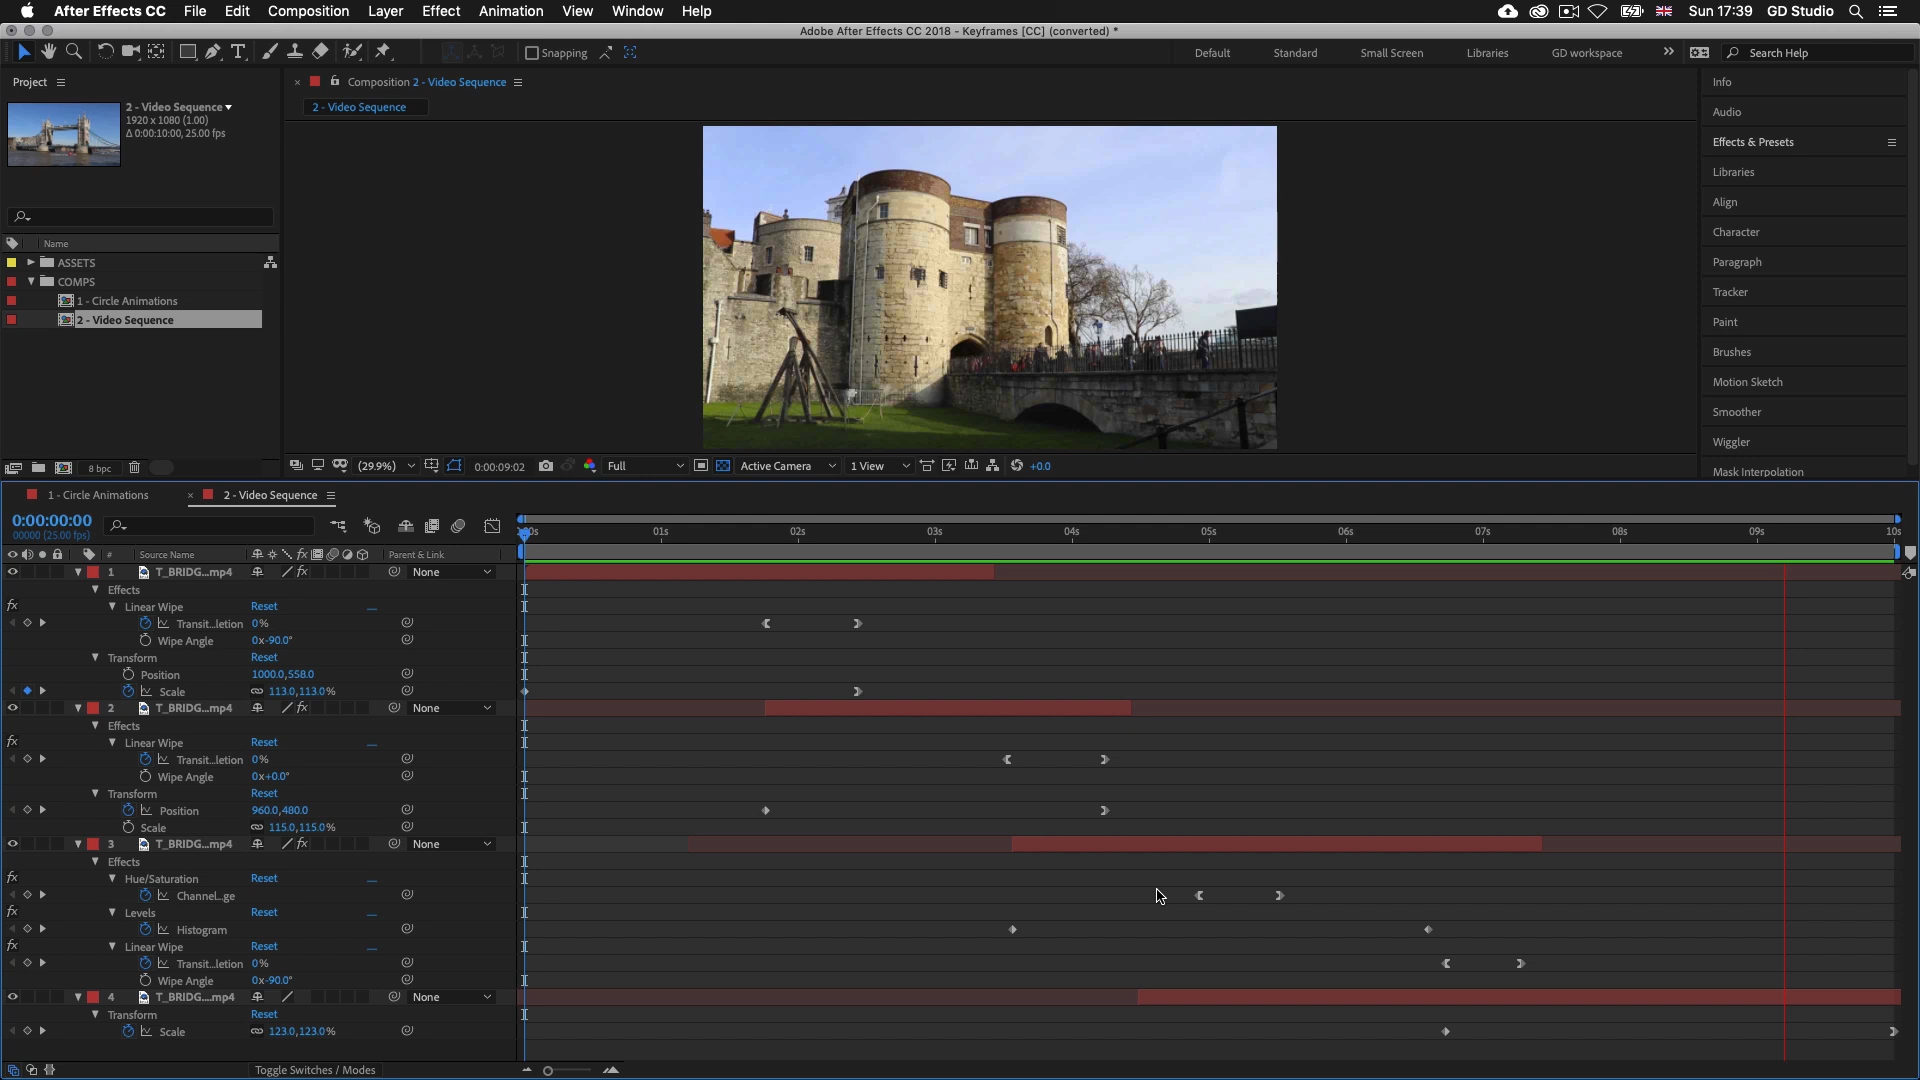 After Effects CC File Edit Composition Layer Effect Animation View Window Help Sun 17:39 GD Studio
Adobe After Effects CC 2018 - Keyframes [CC] (converted) *
Snapping Default Standard Small Screen Libraries GD workspace Search Help
Project
Composition 2 - Video Sequence
2 - Video Sequence
1920 x 1080 (1.00)
Δ 0:00:10:00, 25.00 fps
2 - Video Sequence
Name
ASSETS
COMPS
1 - Circle Animations
2 - Video Sequence
8 bpc
(29.9%) 0:00:09:02 Full Active Camera 1 View +0.0
Info
Audio
Effects & Presets
Libraries
Align
Character
Paragraph
Tracker
Paint
Brushes
Motion Sketch
Smoother
Wiggler
Mask Interpolation
1 - Circle Animations 2 - Video Sequence
0:00:00:00
00000 (25.00 fps)
01s 02s 03s 04s 05s 06s 07s 08s 09s 10s
# Source Name Parent & Link
1 T_BRIDG...mp4 None
Effects
Linear Wipe Reset
Transit...letion 0%
Wipe Angle 0x-90.0°
Transform Reset
Position 1000.0,558.0
Scale 113.0,113.0%
2 T_BRIDG...mp4 None
Effects
Linear Wipe Reset
Transit...letion 0%
Wipe Angle 0x+0.0°
Transform Reset
Position 960.0,480.0
Scale 115.0,115.0%
3 T_BRIDG...mp4 None
Effects
Hue/Saturation Reset
Channel...ge
Levels Reset
Histogram
Linear Wipe Reset
Transit...letion 0%
Wipe Angle 0x-90.0°
4 T_BRIDG....mp4 None
Transform Reset
Scale 123.0,123.0%
Toggle Switches / Modes